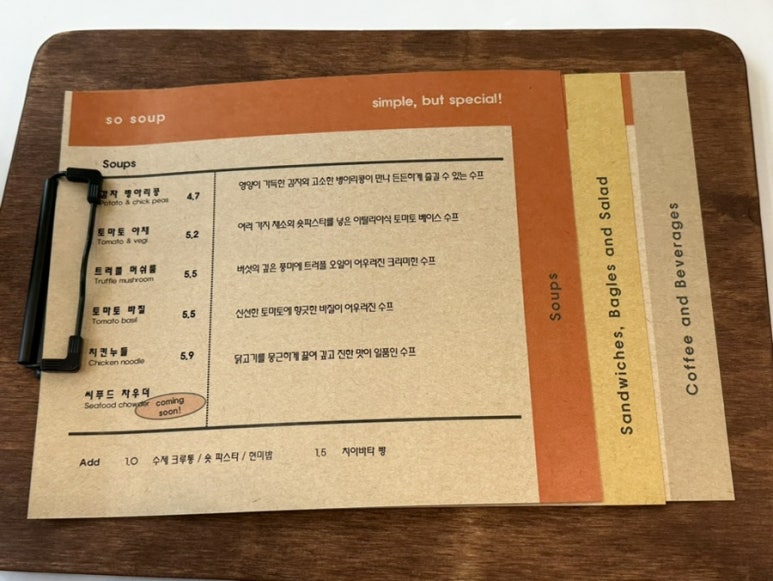 so soup
simple, but special!
Soups
감자 병아리콩 4,7 영양이 가득한 감자와 고소한 병아리콩이 만나 든든하게 즐길 수 있는 수프
Potato & chick peas
토마토 야채 5,2 여러 가지 채소와 숏파스타를 넣은 이탈리아식 토마토 베이스 수프
Tomato & vegi
트러플 머쉬룸 5,5 버섯의 깊은 풍미에 트러플 오일이 어우러진 크리미한 수프
Truffle mushroom
토마토 바질 5,5 신선한 토마토에 향긋한 바질이 어우러진 수프
Tomato basil
치킨누들 5,9 닭고기를 뭉근하게 끓여 깊고 진한 맛이 일품인 수프
Chicken noodle
씨푸드 차우더
Seafood chowder
coming
soon!
Add 1.0 수제 크루통 / 숏 파스타 / 현미밥 1.5 치아바타 빵
Soups
Sandwiches, Bagles and Salad
Coffee and Beverages